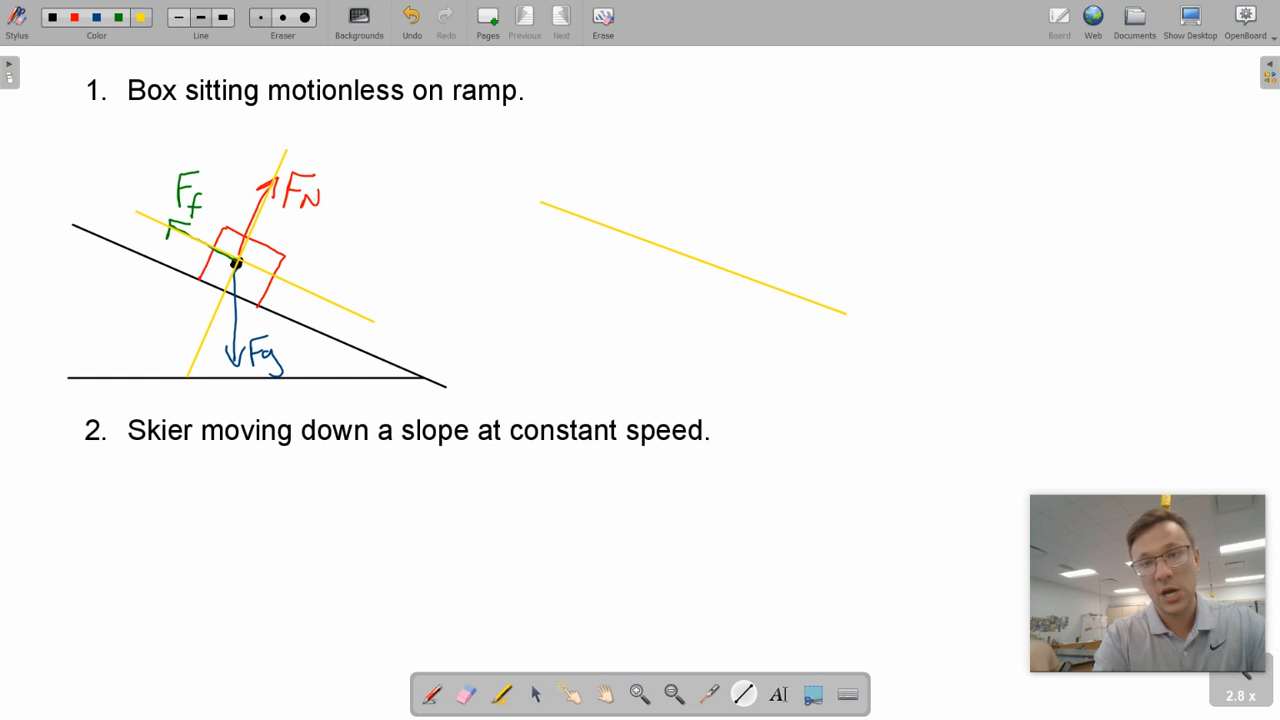 Stylus Color Line Eraser Backgrounds Undo Redo Pages Previous Next Erase Board Web Documents Show Desktop OpenBoard
1. Box sitting motionless on ramp.
Ff
FN
Fg
2. Skier moving down a slope at constant speed.
AI
2.8 x